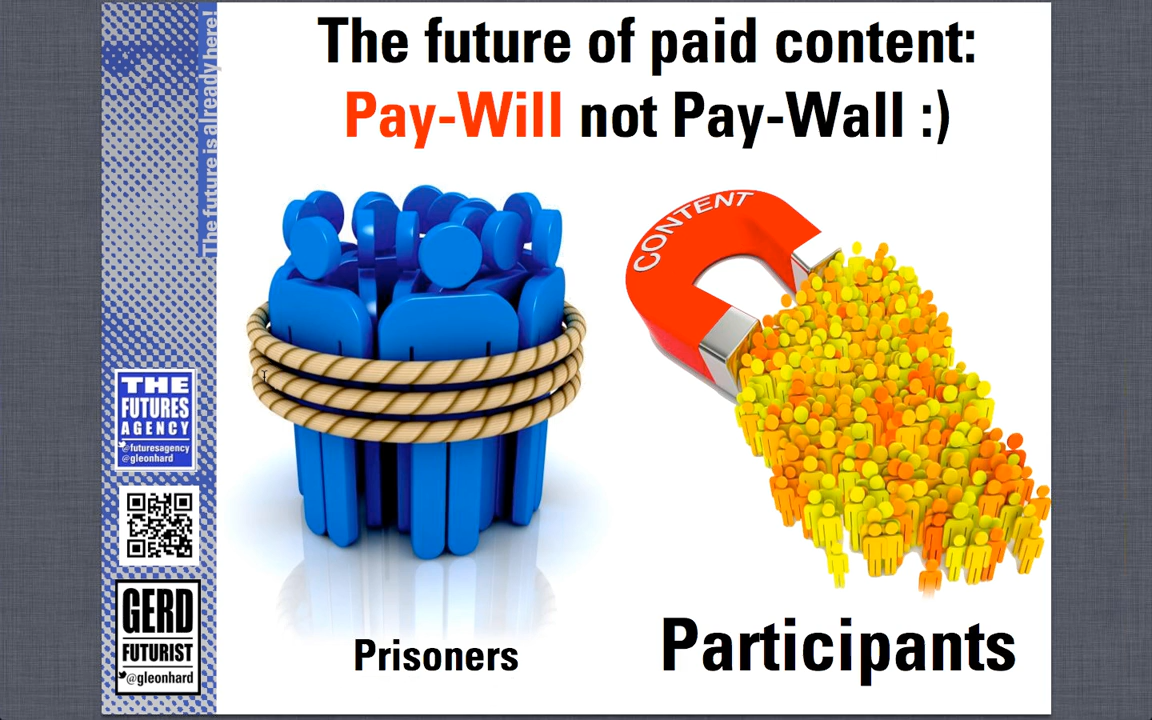 The future of paid content:
Pay-Will not Pay-Wall :)
The future is already here!
CONTENT
THE
FUTURES
AGENCY
@futuresagency
@gleonhard
GERD
FUTURIST
@gleonhard
Prisoners
Participants